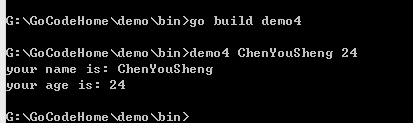 G:\GoCodeHome\demo\bin>go build demo4
G:\GoCodeHome\demo\bin>demo4 ChenYouSheng 24
your name is: ChenYouSheng
your age is: 24
G:\GoCodeHome\demo\bin>